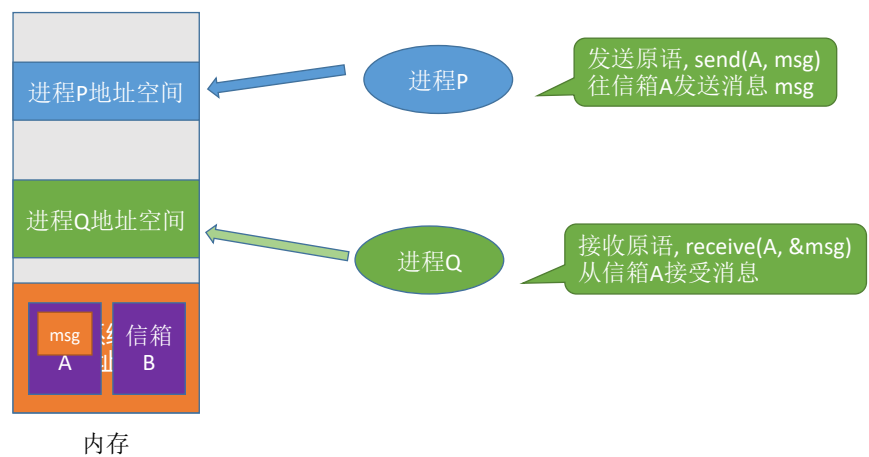 进程P地址空间
进程P
发送原语, send(A, msg)
往信箱A发送消息 msg
进程Q地址空间
进程Q
接收原语, receive(A, &msg)
从信箱A接受消息
msg
A
信箱
B
内存